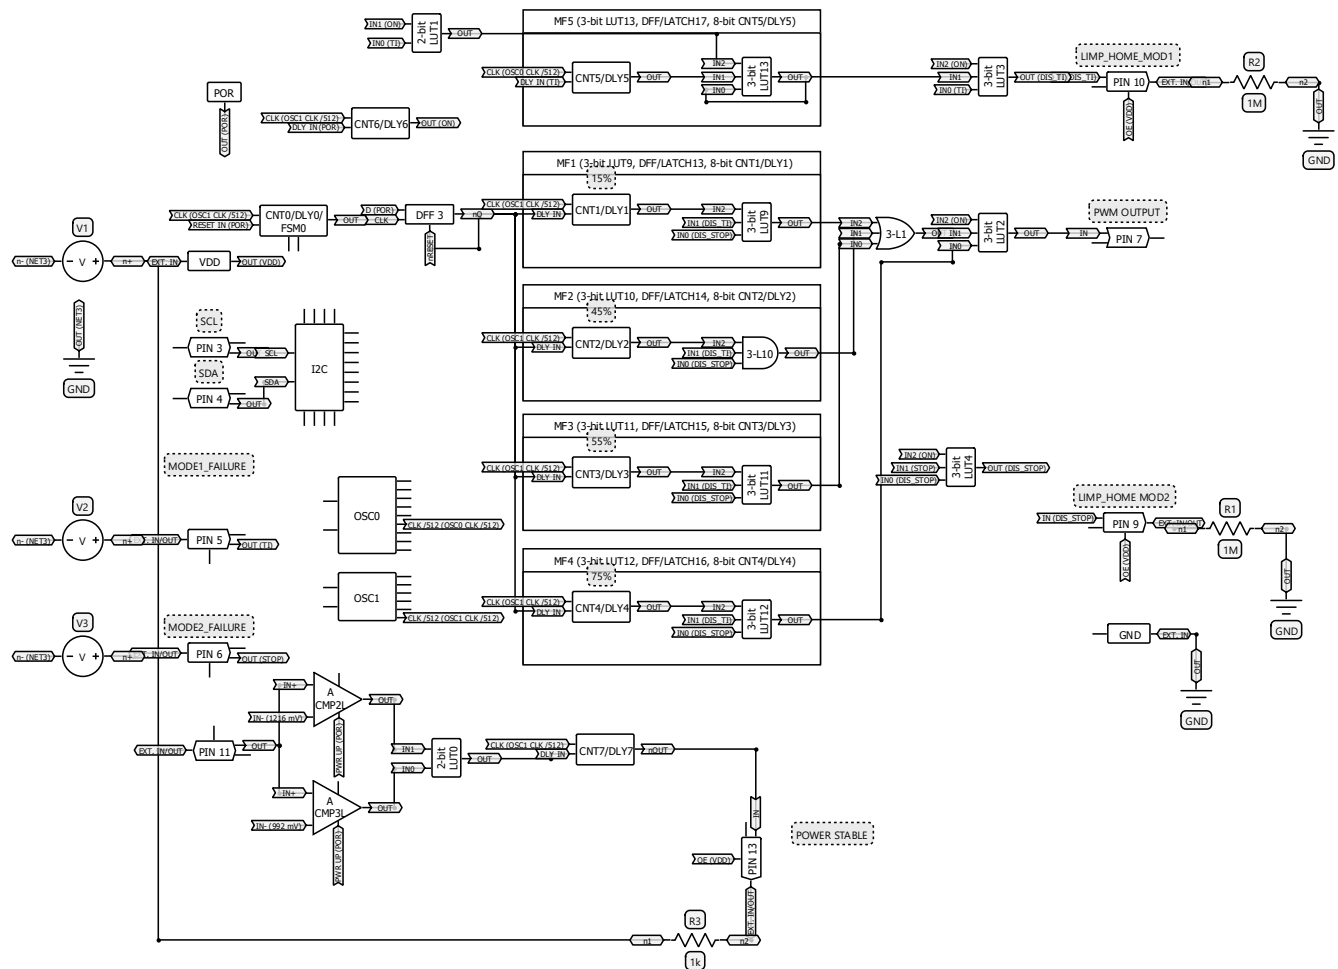 MF5 (3-bit LUT13, DFF/LATCH17, 8-bit CNT5/DLY5)
IN1 (ON)
IN0 (TI)
2-bit LUT1
OUT
CLK (OSC0 CLK /512)
DLY IN (TI)
CNT5/DLY5
OUT
IN2
IN1
IN0
3-bit LUT13
OUT
IN2 (ON)
IN1
IN0 (TI)
3-bit LUT3
OUT (DIS_TI)
DIS_TI)
LIMP_HOME_MOD1
PIN 10
OE (VDD)
n1
R2
1M
n2
OUT
GND
POR
OUT (POR)
CLK (OSC1 CLK /512)
DLY IN (POR)
CNT6/DLY6
OUT (ON)
MF1 (3-bit LUT9, DFF/LATCH13, 8-bit CNT1/DLY1)
15%
CLK (OSC1 CLK /512)
DLY IN
CNT1/DLY1
OUT
IN2
IN1 (DIS_TI)
IN0 (DIS_STOP)
3-bit LUT9
OUT
CLK (OSC1 CLK /512)
RESET IN (POR)
CNT0/DLY0/
FSM0
OUT
D (POR)
CLK
DFF 3
nQ
nRESET
IN2
IN1
IN0
3-L1
IN2 (ON)
IN1
IN0
3-bit LUT2
OUT
PWM OUTPUT
IN
PIN 7
V1
n- (NET3)
V
n+
EXT. IN
VDD
OUT (VDD)
OUT (NET3)
GND
SCL
PIN 3
SCL
SDA
PIN 4
OUT
SDA
I2C
MF2 (3-bit LUT10, DFF/LATCH14, 8-bit CNT2/DLY2)
45%
CLK (OSC1 CLK /512)
DLY IN
CNT2/DLY2
OUT
IN2
IN1 (DIS_TI)
IN0 (DIS_STOP)
3-L10
OUT
MF3 (3-bit LUT11, DFF/LATCH15, 8-bit CNT3/DLY3)
55%
CLK (OSC1 CLK /512)
DLY IN
CNT3/DLY3
OUT
IN2
IN1 (DIS_TI)
IN0 (DIS_STOP)
3-bit LUT11
OUT
IN2 (ON)
IN1 (STOP)
IN0 (DIS_STOP)
3-bit LUT4
OUT (DIS_STOP)
MODE1_FAILURE
V2
n- (NET3)
V
n+
PIN 5
OUT (TI)
OSC0
CLK /512 (OSC0 CLK /512)
OSC1
CLK /512 (OSC1 CLK /512)
LIMP_HOME MOD2
IN (DIS_STOP)
PIN 9
OE (VDD)
n1
R1
1M
n2
OUT
GND
MF4 (3-bit LUT12, DFF/LATCH16, 8-bit CNT4/DLY4)
75%
CLK (OSC1 CLK /512)
DLY IN
CNT4/DLY4
OUT
IN2
IN1 (DIS_TI)
IN0 (DIS_STOP)
3-bit LUT12
OUT
MODE2_FAILURE
V3
n- (NET3)
V
n+
PIN 6
OUT (STOP)
GND
EXT. IN
OUT
GND
EXT. IN/OUT
PIN 11
OUT
IN+
IN- (1216 mV)
A
CMP2L
OUT
PWR UP (POR)
IN+
IN- (992 mV)
A
CMP3L
OUT
PWR UP (POR)
IN1
IN0
2-bit LUT0
OUT
CLK (OSC1 CLK /512)
DLY IN
CNT7/DLY7
nOUT
IN
OE (VDD)
PIN 13
EXT. IN/OUT
POWER STABLE
n1
R3
1k
n2